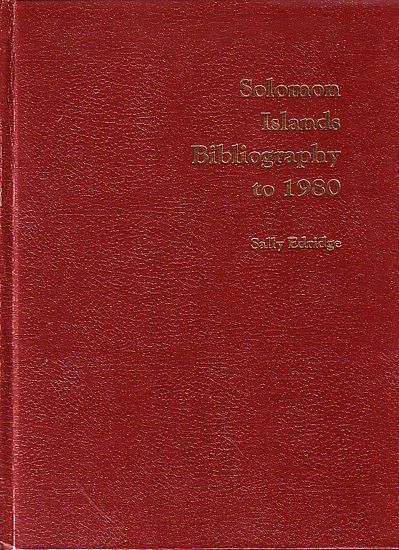 Solomon
Islands
Bibliography
to 1980
Sally Edridge